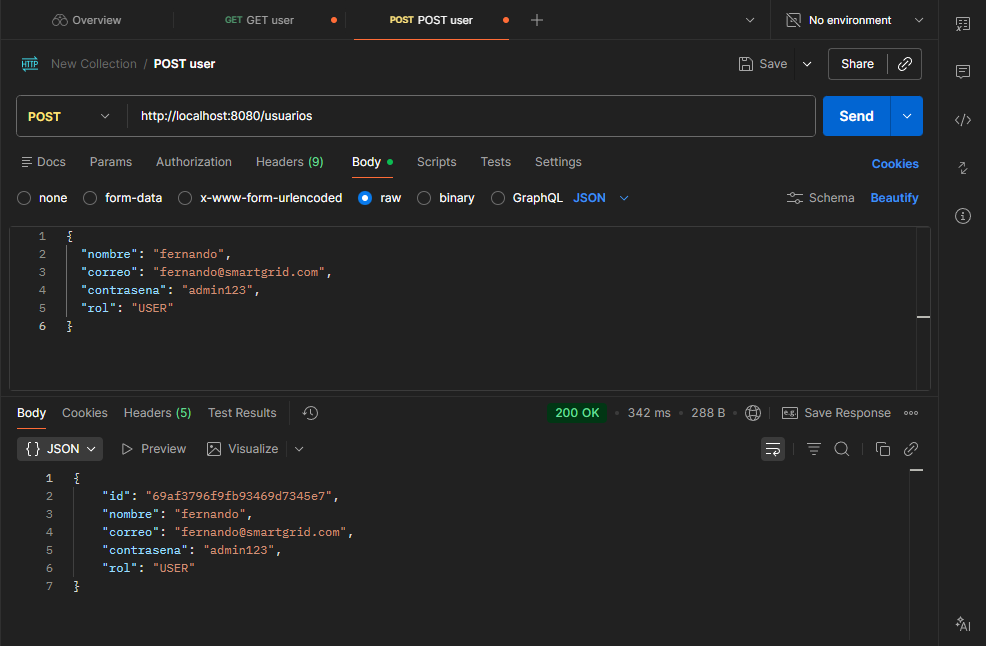 Overview GET GET user POST POST user No environment
HTTP New Collection / POST user Save Share
POST http://localhost:8080/usuarios Send
Docs Params Authorization Headers (9) Body Scripts Tests Settings Cookies
none form-data x-www-form-urlencoded raw binary GraphQL JSON Schema Beautify
1 {
2 "nombre": "fernando",
3 "correo": "fernando@smartgrid.com",
4 "contrasena": "admin123",
5 "rol": "USER"
6 }
Body Cookies Headers (5) Test Results 200 OK 342 ms 288 B e.g. Save Response
{} JSON Preview Visualize
1 {
2 "id": "69af3796f9fb93469d7345e7",
3 "nombre": "fernando",
4 "correo": "fernando@smartgrid.com",
5 "contrasena": "admin123",
6 "rol": "USER"
7 }
AI